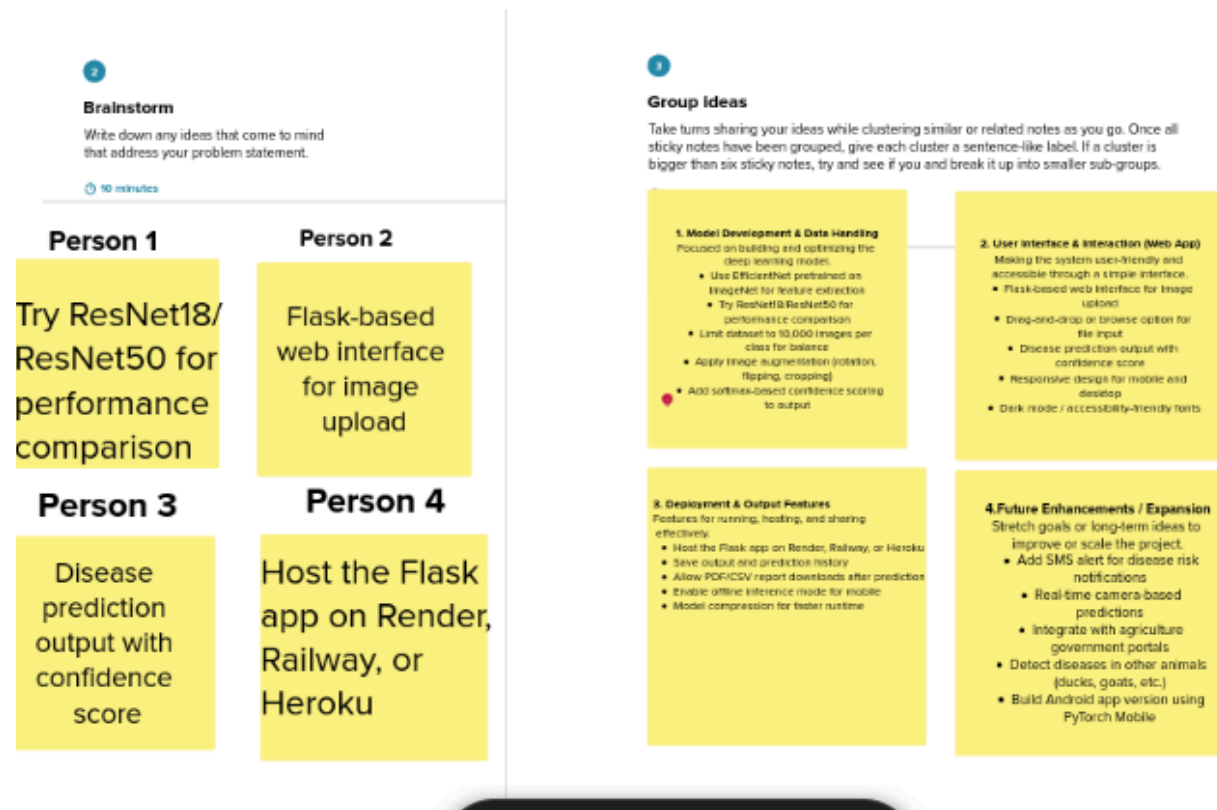 2
Brainstorm
Write down any ideas that come to mind
that address your problem statement.
10 minutes
Person 1
Try ResNet18/
ResNet50 for
performance
comparison
Person 2
Flask-based
web interface
for image
upload
Person 3
Disease
prediction
output with
confidence
score
Person 4
Host the Flask
app on Render,
Railway, or
Heroku
3
Group ideas
Take turns sharing your ideas while clustering similar or related notes as you go. Once all
sticky notes have been grouped, give each cluster a sentence-like label. If a cluster is
bigger than six sticky notes, try and see if you and break it up into smaller sub-groups.
1. Model Development & Data Handling
Focused on building and optimizing the
deep learning model.
• Use EfficientNet pretrained on
ImageNet for feature extraction
• Try ResNet18/ResNet50 for
performance comparison
• Limit dataset to 10,000 images per
class for balance
• Apply image augmentation (rotation,
flipping, cropping)
• Add softmax-based confidence scoring
to output
2. User Interface & Interaction (Web App)
Making the system user-friendly and
accessible through a simple interface.
• Flask-based web interface for image
upload
• Drag-and-drop or browse option for
file input
• Disease prediction output with
confidence score
• Responsive design for mobile and
desktop
• Dark mode / accessibility-friendly fonts
3. Deployment & Output Features
Features for running, hosting, and sharing
effectively.
• Host the Flask app on Render, Railway, or Heroku
• Save output and prediction history
• Allow PDF/CSV report downloads after prediction
• Enable offline inference mode for mobile
• Model compression for faster runtime
4.Future Enhancements / Expansion
Stretch goals or long-term ideas to
improve or scale the project.
• Add SMS alert for disease risk
notifications
• Real-time camera-based
predictions
• Integrate with agriculture
government portals
• Detect diseases in other animals
(ducks, goats, etc.)
• Build Android app version using
PyTorch Mobile